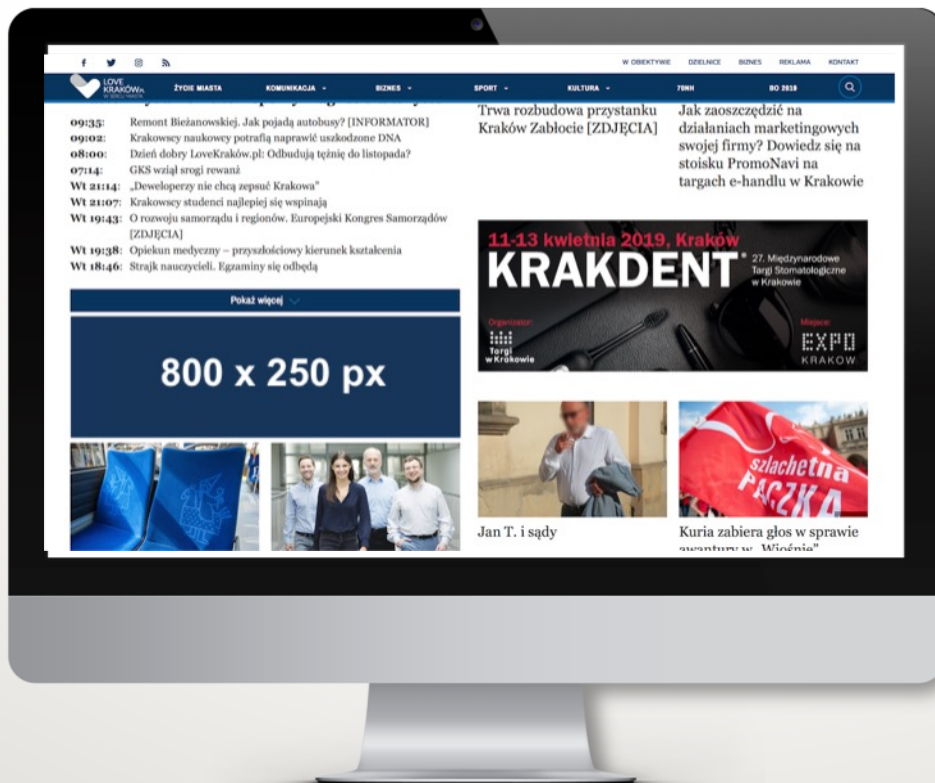 W OBIEKTYWIE DZIELNICE BIZNES REKLAMA KONTAKT
LOVE
KRAKÓW.PL
W SERCU MIASTA
ŻYCIE MIASTA KOMUNIKACJA BIZNES SPORT KULTURA BO 2019
09:35: Remont Bieżanowskiej. Jak pojadą autobusy? [INFORMATOR]
09:02: Krakowscy naukowcy potrafią naprawić uszkodzone DNA
08:00: Dzień dobry LoveKraków.pl: Odbudują tężnię do listopada?
07:14: GKS wziął srogi rewanż
Wt 21:14: „Deweloperzy nie chcą zepsuć Krakowa”
Wt 21:07: Krakowscy studenci najlepiej się wspinają
Wt 19:43: O rozwoju samorządu i regionów. Europejski Kongres Samorządów
[ZDJĘCIA]
Wt 19:38: Opiekun medyczny – przyszłościowy kierunek kształcenia
Wt 18:46: Strajk nauczycieli. Egzaminy się odbędą
Pokaż więcej
800 x 250 px
Trwa rozbudowa przystanku
Kraków Zabłocie [ZDJĘCIA]
Jak zaoszczędzić na
działaniach marketingowych
swojej firmy? Dowiedz się na
stoisku PromoNavi na
targach e-handlu w Krakowie
11-13 kwietnia 2019, Kraków
KRAKDENT®
27. Międzynarodowe
Targi Stomatologiczne
w Krakowie
Organizator:
Targi
w Krakowie
Miejsce:
EXPO
KRAKÓW
szlachetna
PACZKA
Jan T. i sądy
Kuria zabiera głos w sprawie
awantury w „Wiośnie”